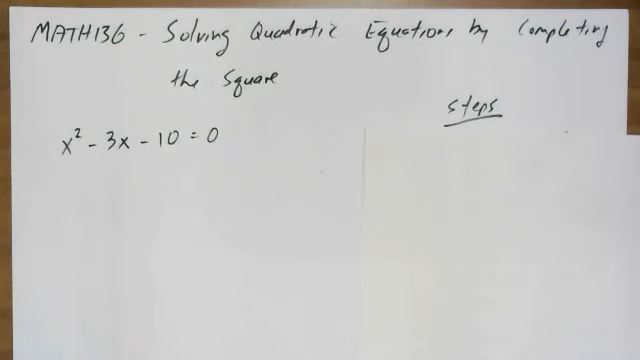 MATH136 - Solving Quadratic Equations by Completing
the Square
steps
x² - 3x - 10 = 0